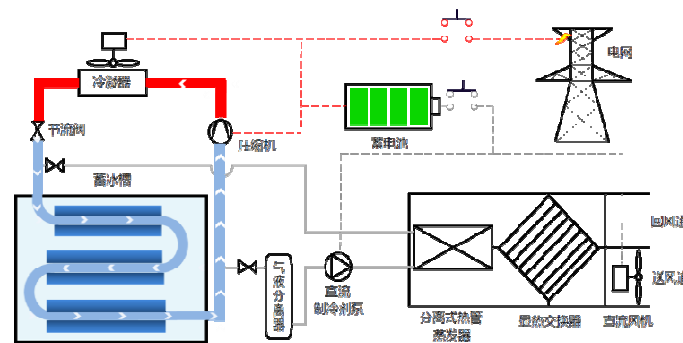 冷凝器
电网
节流阀
压缩机
蓄电池
蓄冰槽
回风道
气液分离器
直流
制冷剂泵
送风道
分离式热管
蒸发器
显热交换器
直流风机